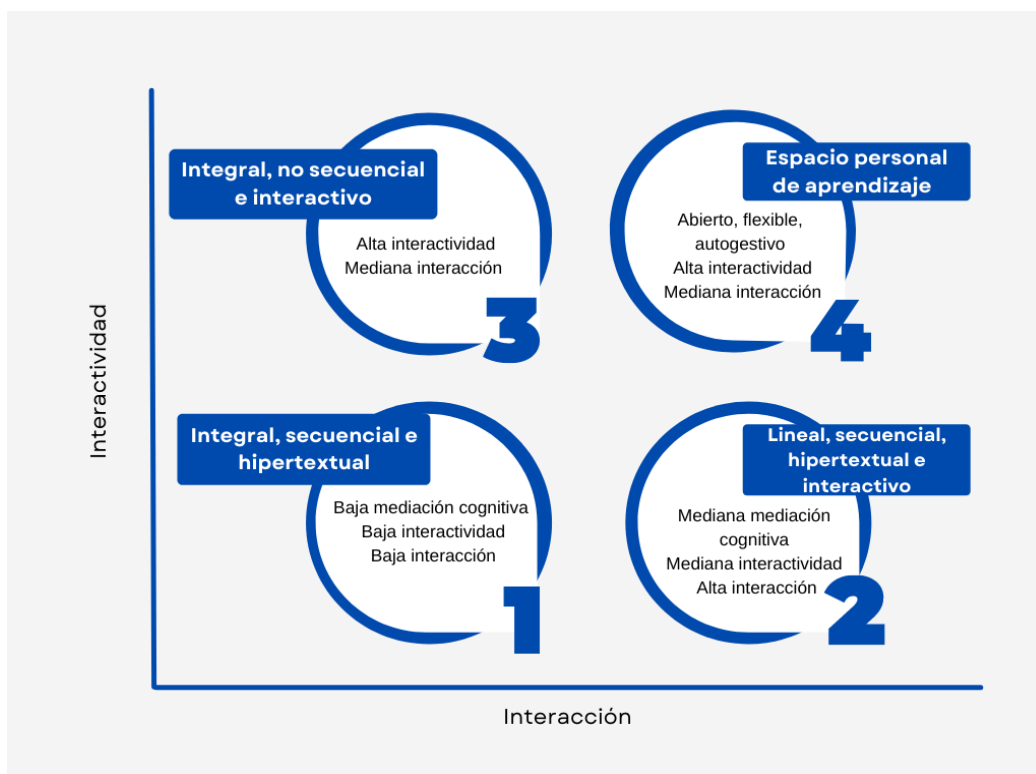 Integral, no secuencial
e interactivo
Alta interactividad
Mediana interacción
3
Espacio personal
de aprendizaje
Abierto, flexible,
autogestivo
Alta interactividad
Mediana interacción
4
Interactividad
Integral, secuencial e
hipertextual
Baja mediación cognitiva
Baja interactividad
Baja interacción
1
Lineal, secuencial,
hipertextual e
interactivo
Mediana mediación
cognitiva
Mediana interactividad
Alta interacción
2
Interacción